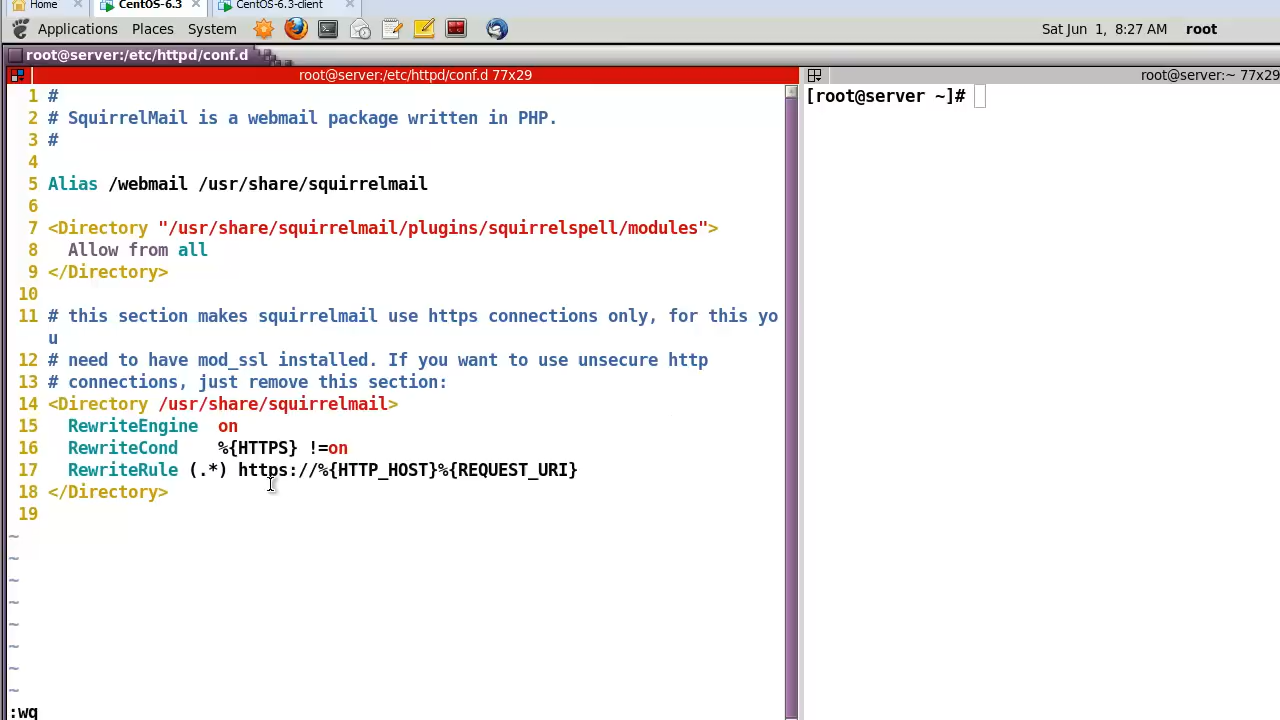 Home CentOS-6.3 CentOS-6.3-client
Applications Places System Sat Jun 1, 8:27 AM root
root@server:/etc/httpd/conf.d
root@server:/etc/httpd/conf.d 77x29
1 #
2 # SquirrelMail is a webmail package written in PHP.
3 #
4
5 Alias /webmail /usr/share/squirrelmail
6
7 <Directory "/usr/share/squirrelmail/plugins/squirrelspell/modules">
8   Allow from all
9 </Directory>
10
11 # this section makes squirrelmail use https connections only, for this yo
u
12 # need to have mod_ssl installed. If you want to use unsecure http
13 # connections, just remove this section:
14 <Directory /usr/share/squirrelmail>
15   RewriteEngine  on
16   RewriteCond    %{HTTPS} !=on
17   RewriteRule (.*) https://%{HTTP_HOST}%{REQUEST_URI}
18 </Directory>
19
~
~
~
~
~
~
~
~
:wq
root@server:~ 77x29
[root@server ~]#